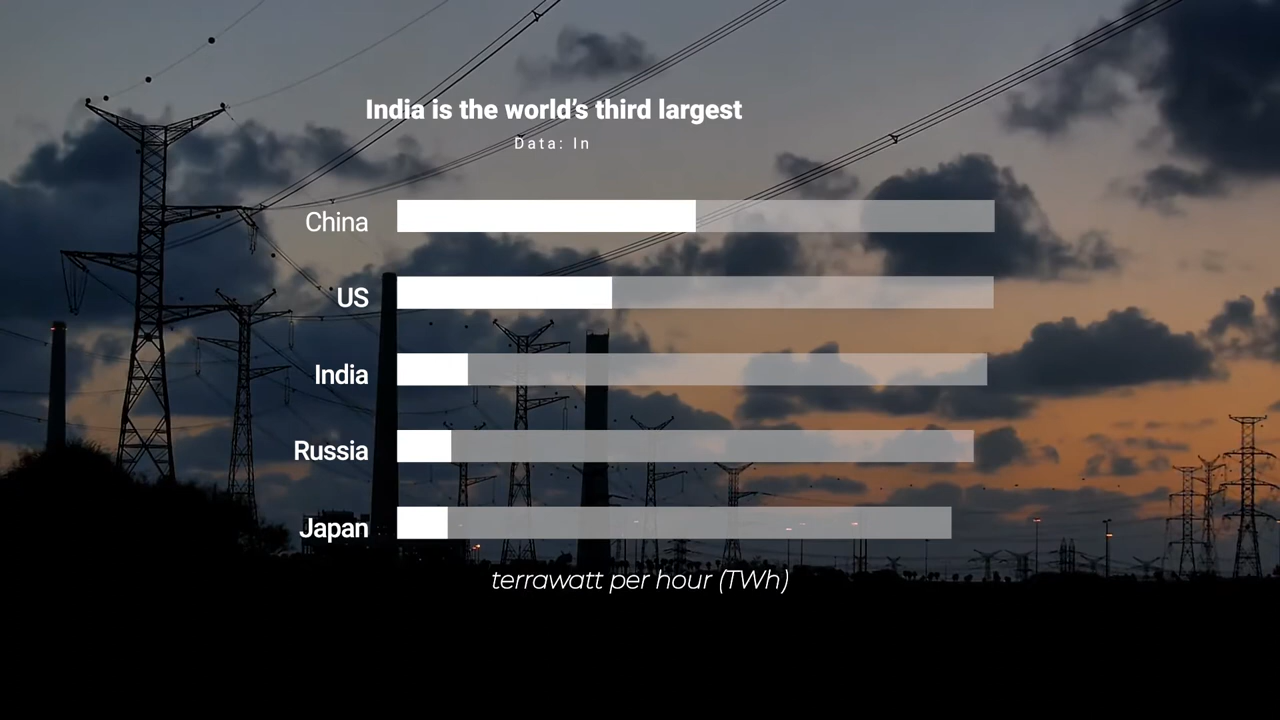 India is the world’s third largest
Data: In
China
US
India
Russia
Japan
terrawatt per hour (TWh)